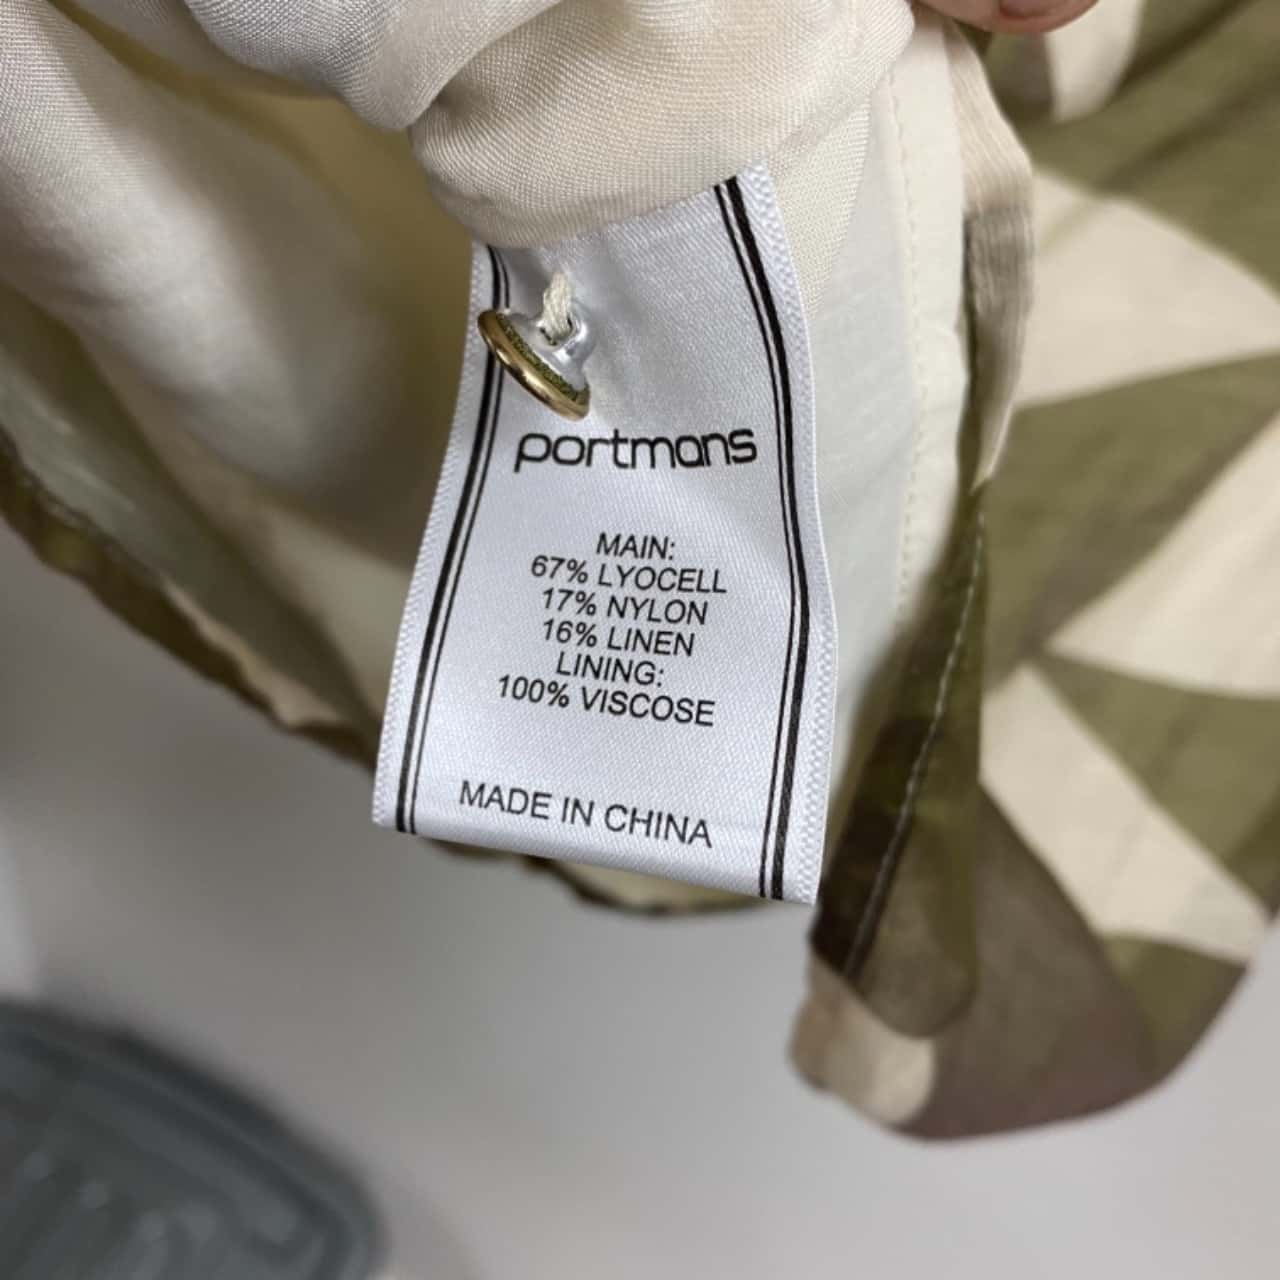 portmans
MAIN:
67% LYOCELL
17% NYLON
16% LINEN
LINING:
100% VISCOSE
MADE IN CHINA